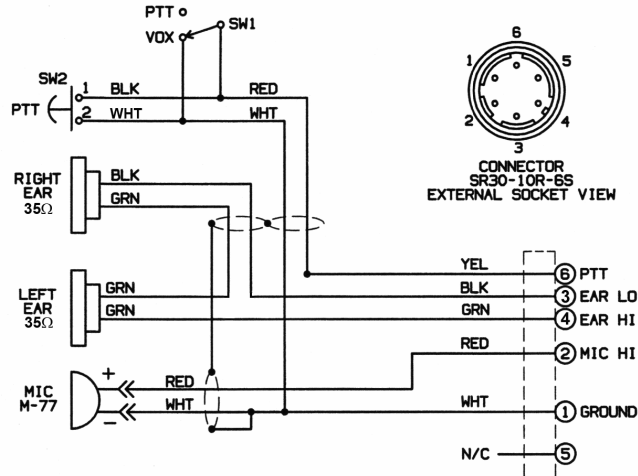 PTT
VOX
SW1
SW2
PTT
1 BLK RED
2 WHT WHT
6
1 5
2 4
3
CONNECTOR
SR30-10R-6S
EXTERNAL SOCKET VIEW
RIGHT
EAR
35Ω
BLK
GRN
LEFT
EAR
35Ω
GRN
GRN
YEL 6 PTT
BLK 3 EAR LO
GRN 4 EAR HI
RED 2 MIC HI
MIC
M-77
+ RED
- WHT
WHT 1 GROUND
N/C 5